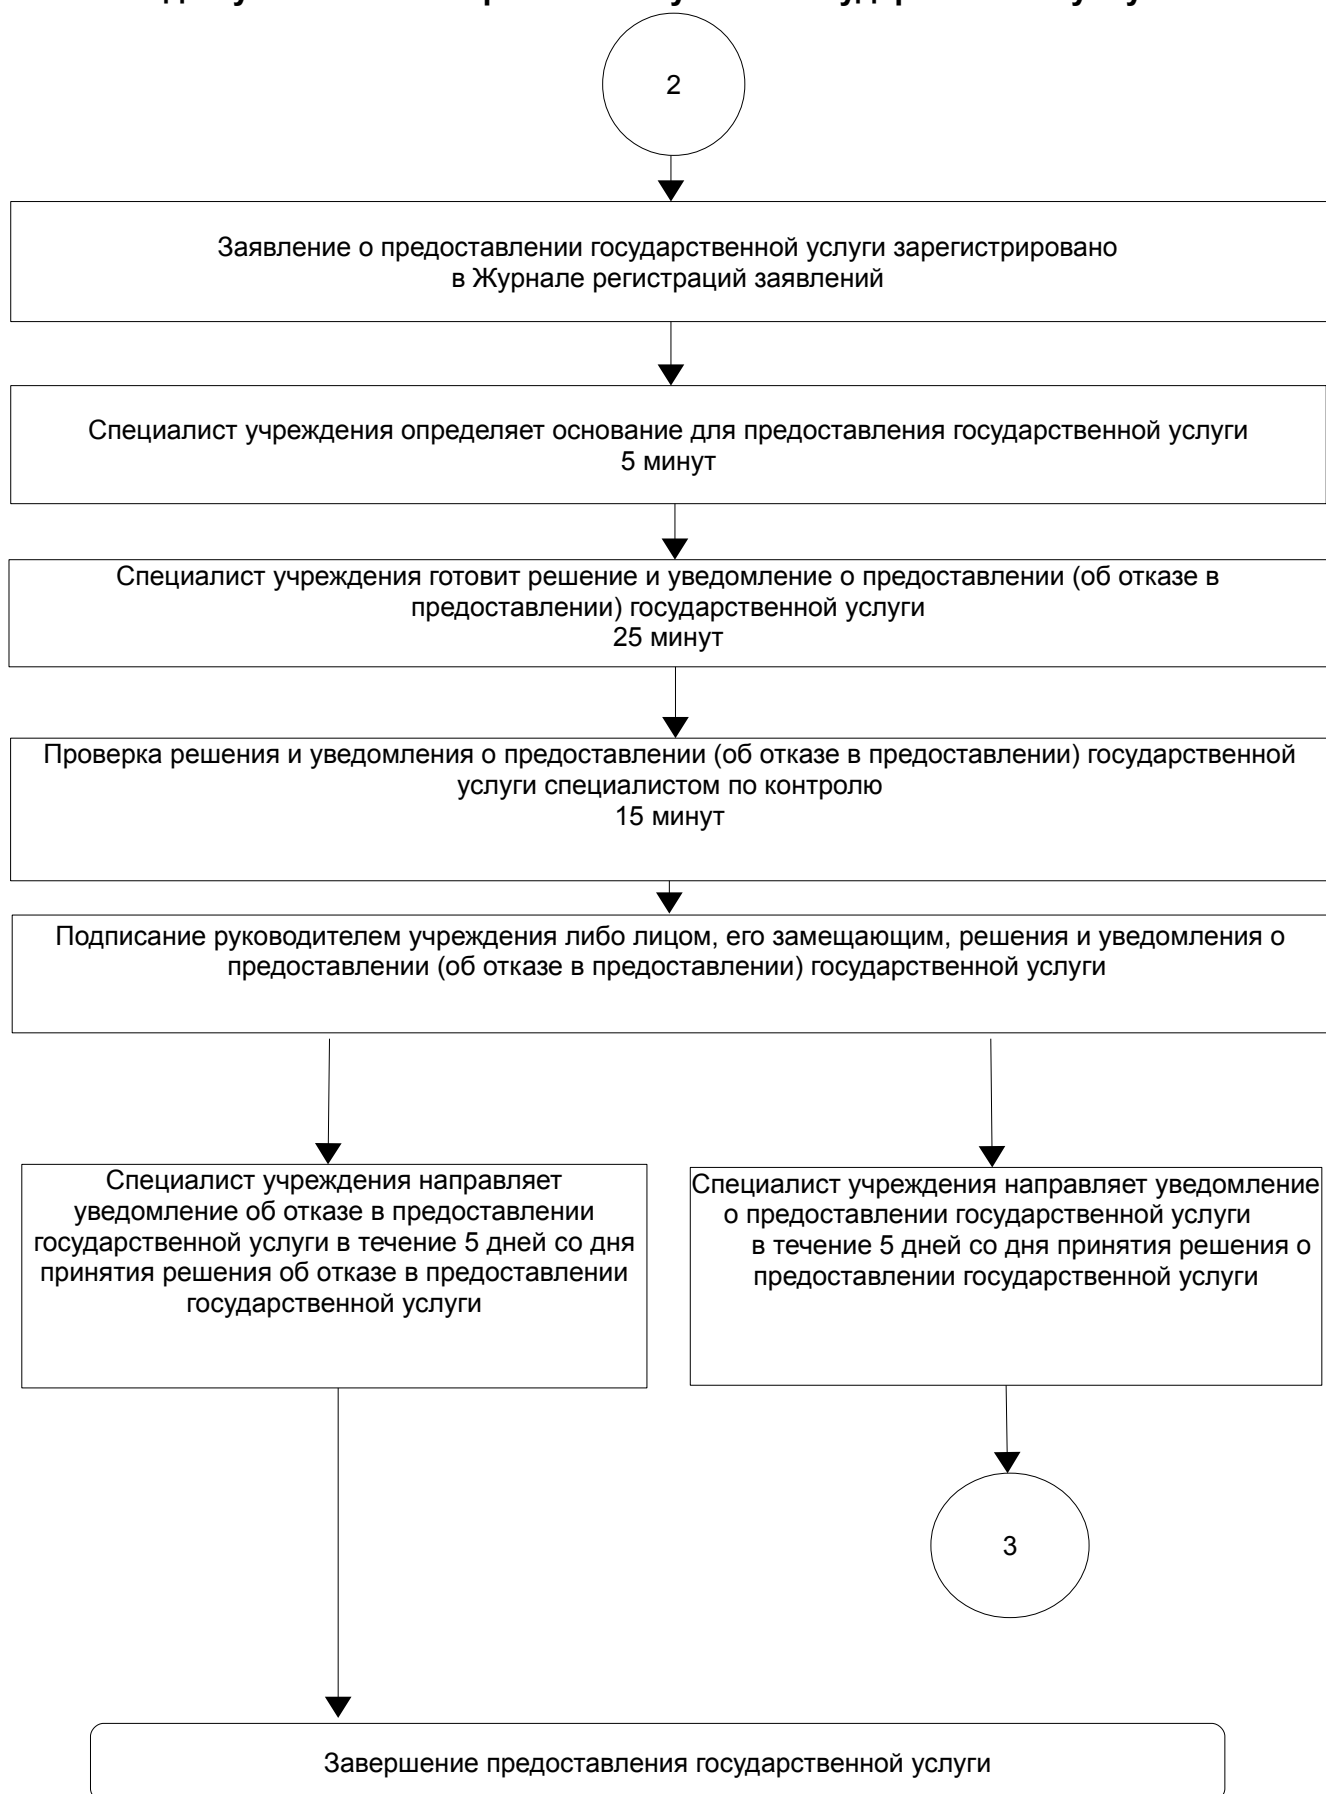 2
Заявление о предоставлении государственной услуги зарегистрировано
в Журнале регистраций заявлений
Специалист учреждения определяет основание для предоставления государственной услуги
5 минут
Специалист учреждения готовит решение и уведомление о предоставлении (об отказе в
предоставлении) государственной услуги
25 минут
Проверка решения и уведомления о предоставлении (об отказе в предоставлении) государственной
услуги специалистом по контролю
15 минут
Подписание руководителем учреждения либо лицом, его замещающим, решения и уведомления о
предоставлении (об отказе в предоставлении) государственной услуги
Специалист учреждения направляет
уведомление об отказе в предоставлении
государственной услуги в течение 5 дней со дня
принятия решения об отказе в предоставлении
государственной услуги
Специалист учреждения направляет уведомление
о предоставлении государственной услуги
в течение 5 дней со дня принятия решения о
предоставлении государственной услуги
3
Завершение предоставления государственной услуги